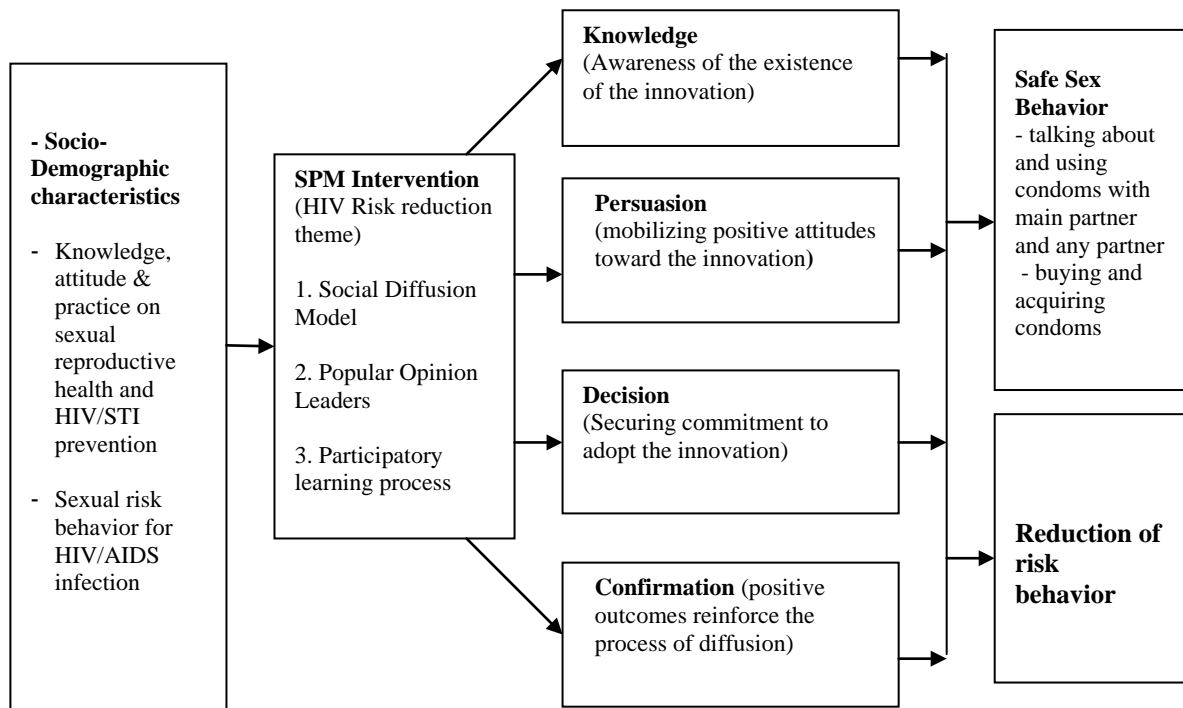 - Socio-
Demographic
characteristics
- Knowledge,
attitude &
practice on
sexual
reproductive
health and
HIV/STI
prevention
- Sexual risk
behavior for
HIV/AIDS
infection
SPM Intervention
(HIV Risk reduction
theme)
1. Social Diffusion
Model
2. Popular Opinion
Leaders
3. Participatory
learning process
Knowledge
(Awareness of the existence
of the innovation)
Persuasion
(mobilizing positive attitudes
toward the innovation)
Decision
(Securing commitment to
adopt the innovation)
Confirmation (positive
outcomes reinforce the
process of diffusion)
Safe Sex
Behavior
- talking about
and using
condoms with
main partner
and any partner
- buying and
acquiring
condoms
Reduction of
risk
behavior